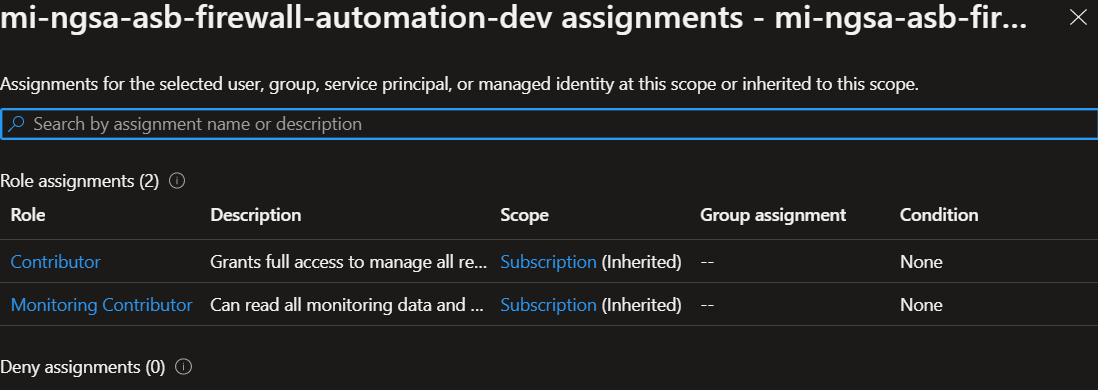 mi-ngsa-asb-firewall-automation-dev assignments - mi-ngsa-asb-fir...
Assignments for the selected user, group, service principal, or managed identity at this scope or inherited to this scope.
Search by assignment name or description
Role assignments (2)
Role Description Scope Group assignment Condition
Contributor Grants full access to manage all re... Subscription (Inherited) -- None
Monitoring Contributor Can read all monitoring data and ... Subscription (Inherited) -- None
Deny assignments (0)